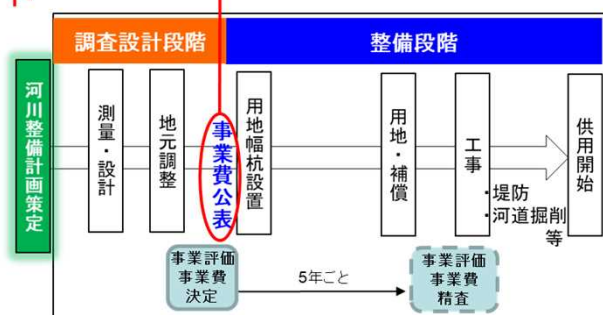 調査設計段階
整備段階
河川整備計画策定
測量・設計
地元調整
事業費公表
用地幅杭設置
用地・補償
工事
・堤防
・河道掘削
等
供用開始
事業評価
事業費
決定
5年ごと
事業評価
事業費
精査